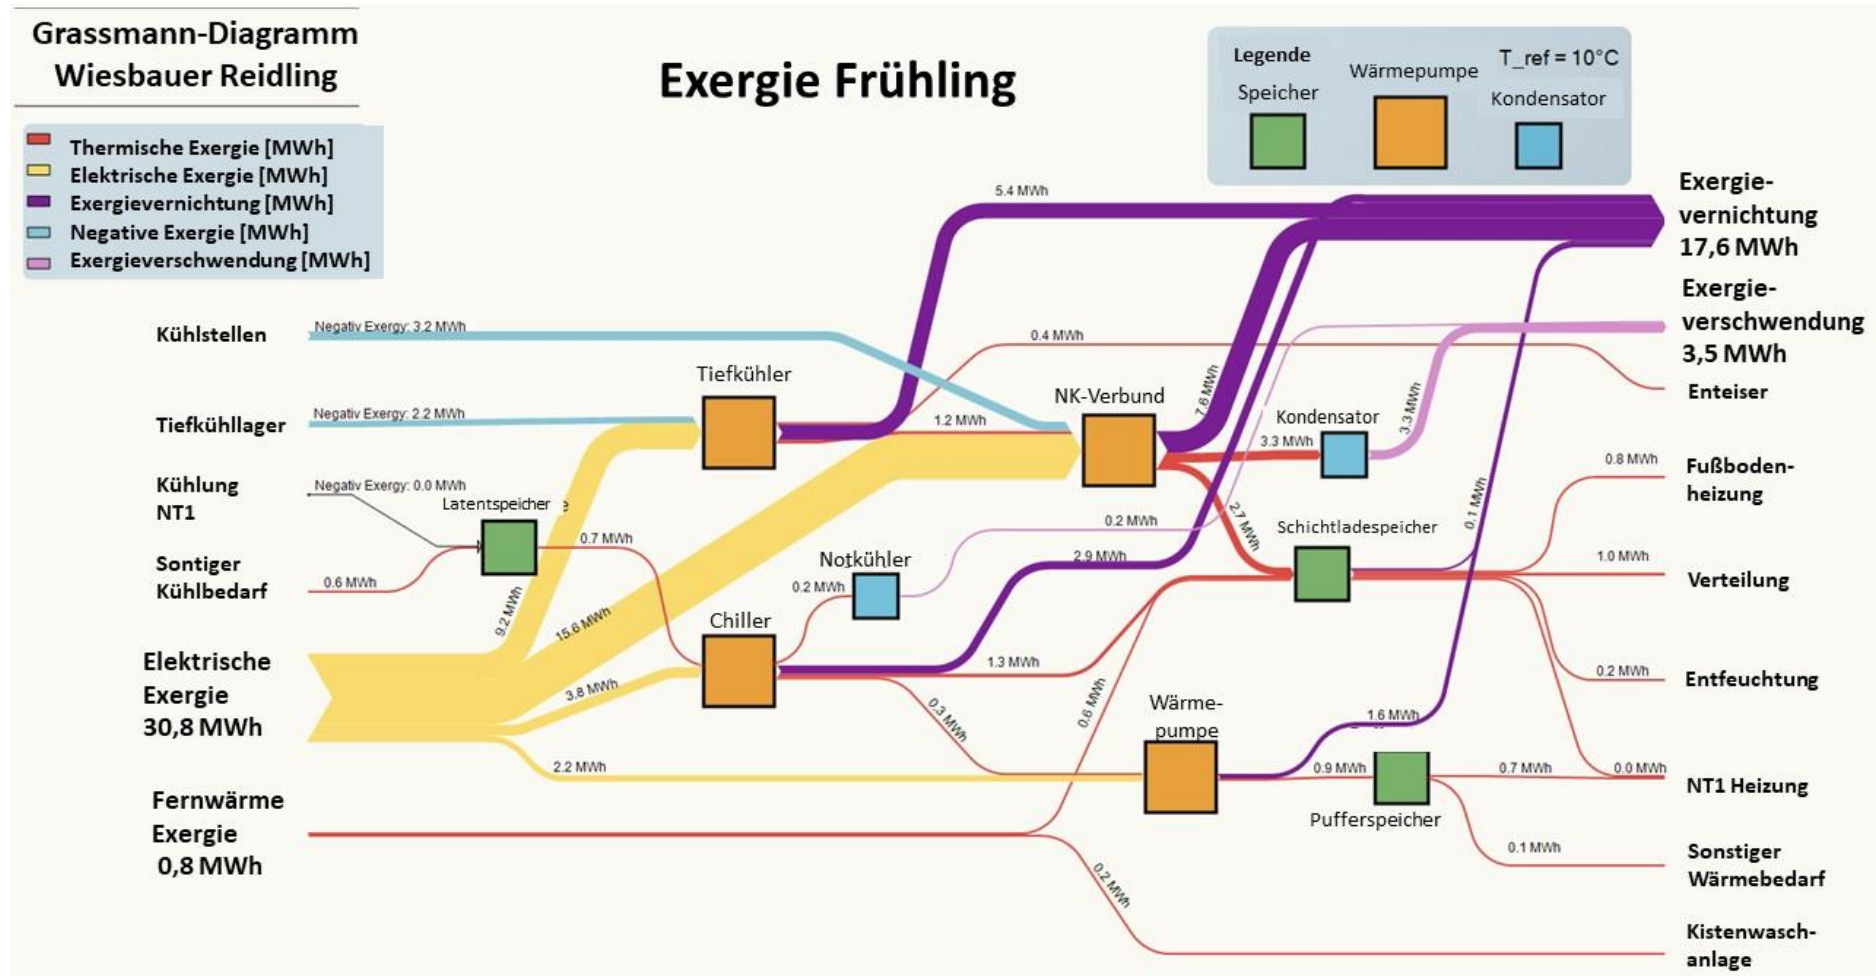 Grassmann-Diagramm
Wiesbauer Reidling
Exergie Frühling
Legende
T_ref = 10°C
Speicher
Wärmepumpe
Kondensator
Thermische Exergie [MWh]
Elektrische Exergie [MWh]
Exergievernichtung [MWh]
Negative Exergie [MWh]
Exergieverschwendung [MWh]
Exergie-
vernichtung
17,6 MWh
5.4 MWh
Exergie-
verschwendung
3,5 MWh
Kühlstellen
Negativ Exergy: 3.2 MWh
0.4 MWh
Enteiser
Tiefkühler
NK-Verbund
7.6 MWh
Tiefkühllager
Negativ Exergy: 2.2 MWh
1.2 MWh
Kondensator
3.3 MWh
3.3 MWh
Kühlung
NT1
Negativ Exergy: 0.0 MWh
Latentspeicher
0.8 MWh
Fußboden-
heizung
0.7 MWh
0.2 MWh
2.7 MWh
Schichtladespeicher
0.1 MWh
Sontiger
Kühlbedarf
0.6 MWh
Notkühler
0.2 MWh
2.9 MWh
1.0 MWh
Verteilung
9.2 MWh
15.6 MWh
Chiller
Elektrische
Exergie
30,8 MWh
3.8 MWh
1.3 MWh
0.3 MWh
0.6 MWh
0.2 MWh
Entfeuchtung
Wärme-
pumpe
1.6 MWh
2.2 MWh
0.9 MWh
0.7 MWh
0.0 MWh
NT1 Heizung
Pufferspeicher
Fernwärme
Exergie
0,8 MWh
0.1 MWh
Sonstiger
Wärmebedarf
0.2 MWh
Kistenwasch-
anlage